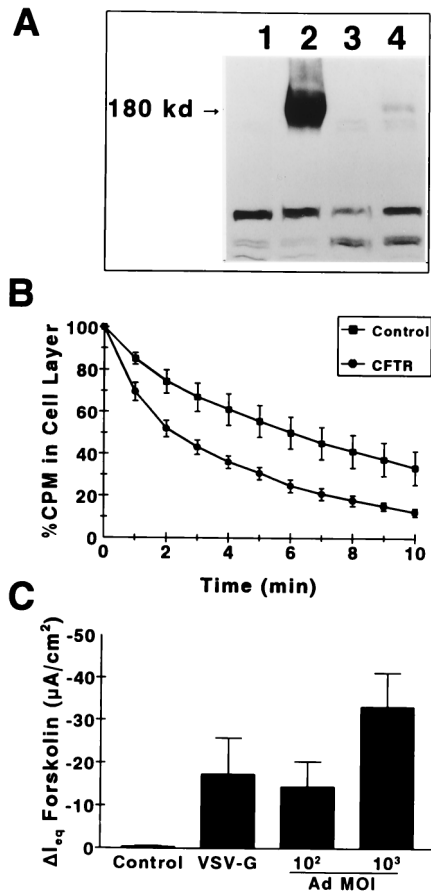 A
1 2 3 4
180 kd →
B
100
80
60
40
20
0
%CPM in Cell Layer
Control
CFTR
0 2 4 6 8 10
Time (min)
C
-50
-40
-30
-20
-10
0
ΔI_eq Forskolin (μA/cm²)
Control VSV-G 10² 10³
Ad MOI